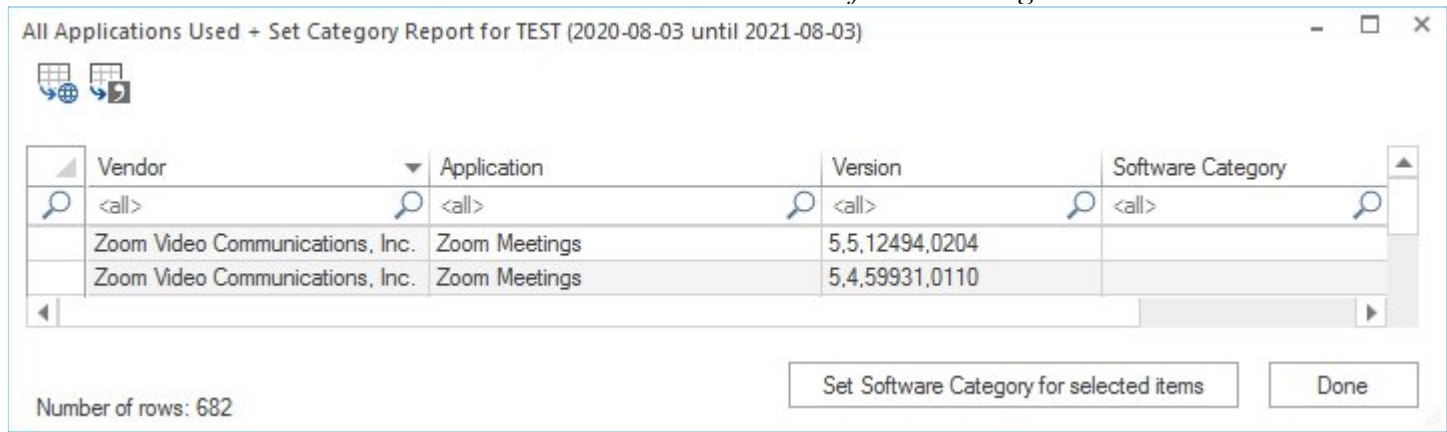 All Applications Used + Set Category Report for TEST (2020-08-03 until 2021-08-03)
Vendor Application Version Software Category
<all> <all> <all> <all>
Zoom Video Communications, Inc. Zoom Meetings 5,5,12494,0204
Zoom Video Communications, Inc. Zoom Meetings 5,4,59931,0110
Set Software Category for selected items Done
Number of rows: 682